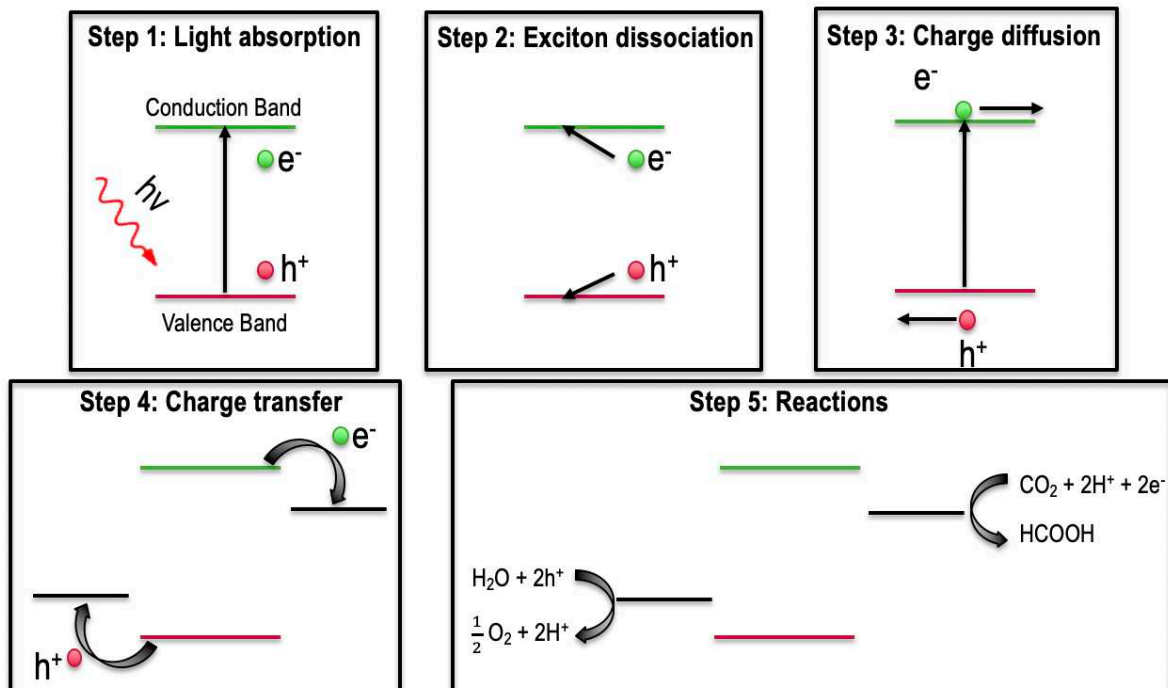 Step 1: Light absorption
Conduction Band
e⁻
hν
h⁺
Valence Band
Step 2: Exciton dissociation
e⁻
h⁺
Step 3: Charge diffusion
e⁻
h⁺
Step 4: Charge transfer
e⁻
h⁺
Step 5: Reactions
CO₂ + 2H⁺ + 2e⁻
HCOOH
H₂O + 2h⁺
½ O₂ + 2H⁺